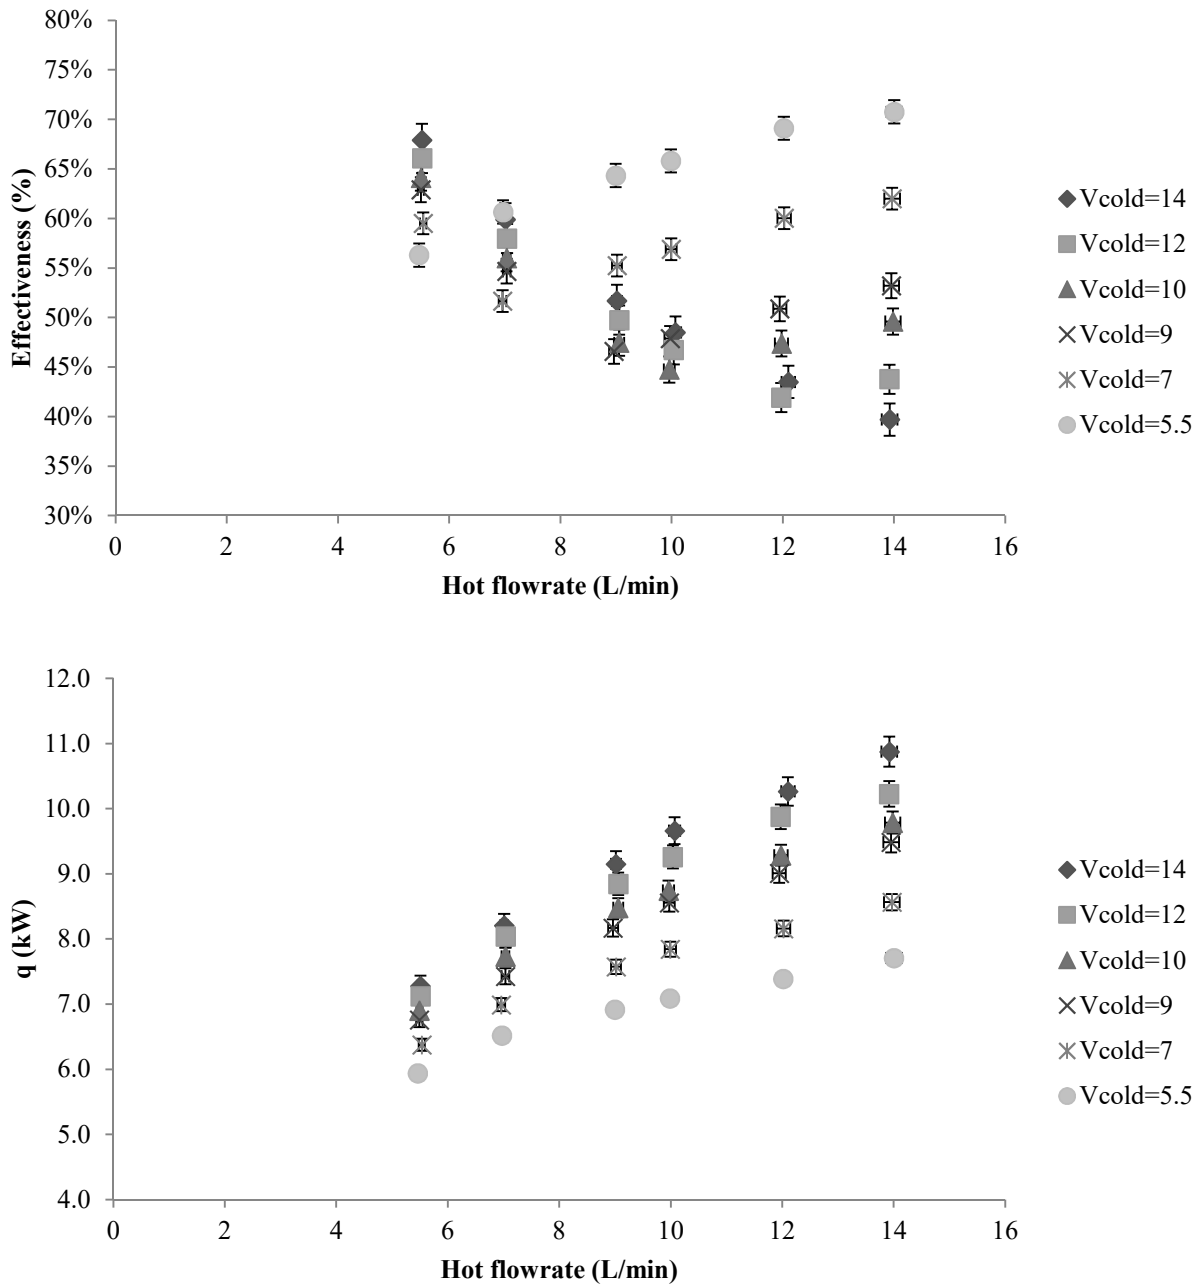 80%
75%
70%
65%
60%
55%
50%
45%
40%
35%
30%
Effectiveness (%)
0 2 4 6 8 10 12 14 16
Hot flowrate (L/min)
Vcold=14
Vcold=12
Vcold=10
Vcold=9
Vcold=7
Vcold=5.5
12.0
11.0
10.0
9.0
8.0
7.0
6.0
5.0
4.0
q (kW)
0 2 4 6 8 10 12 14 16
Hot flowrate (L/min)
Vcold=14
Vcold=12
Vcold=10
Vcold=9
Vcold=7
Vcold=5.5